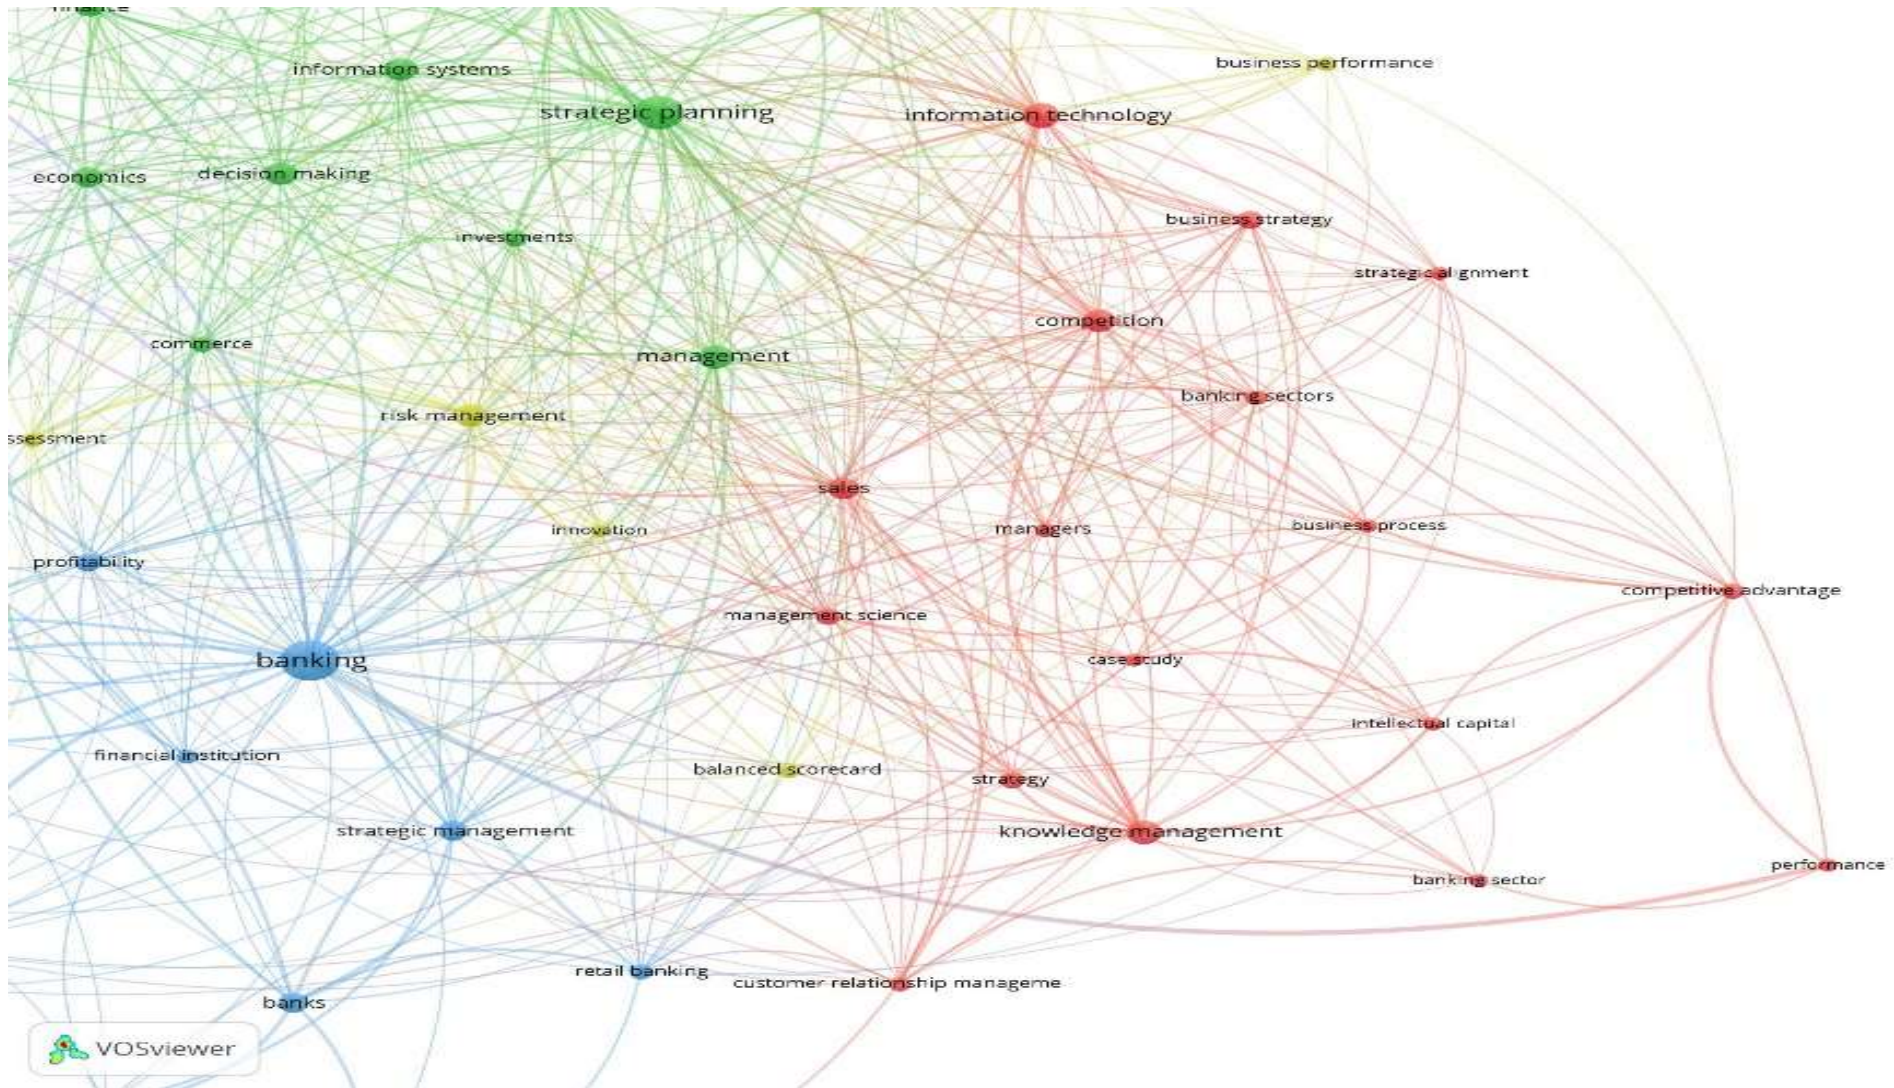 finance
information systems
business performance
strategic planning
information technology
economics
decision making
business strategy
investments
strategic alignment
competition
commerce
management
banking sectors
risk management
ssessment
sales
innovation
managers
business process
profitability
competitive advantage
management science
banking
case study
intellectual capital
financial institution
balanced scorecard
strategy
strategic management
knowledge management
performance
banking sector
retail banking
customer relationship manageme
banks
VOSviewer